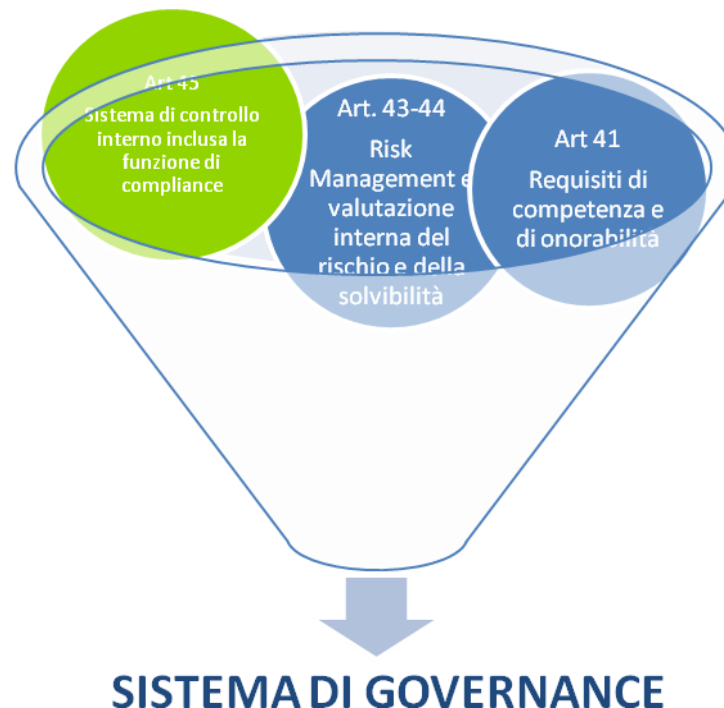 Art 45
Sistema di controllo
interno inclusa la
funzione di
compliance
Art. 43-44
Risk
Management e
valutazione
interna del
rischio e della
solvibilità
Art 41
Requisiti di
competenza e
di onorabilità
SISTEMA DI GOVERNANCE